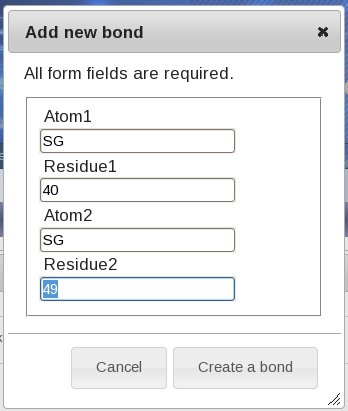 Add new bond
All form fields are required.
Atom1
SG
Residue1
40
Atom2
SG
Residue2
49
Cancel Create a bond